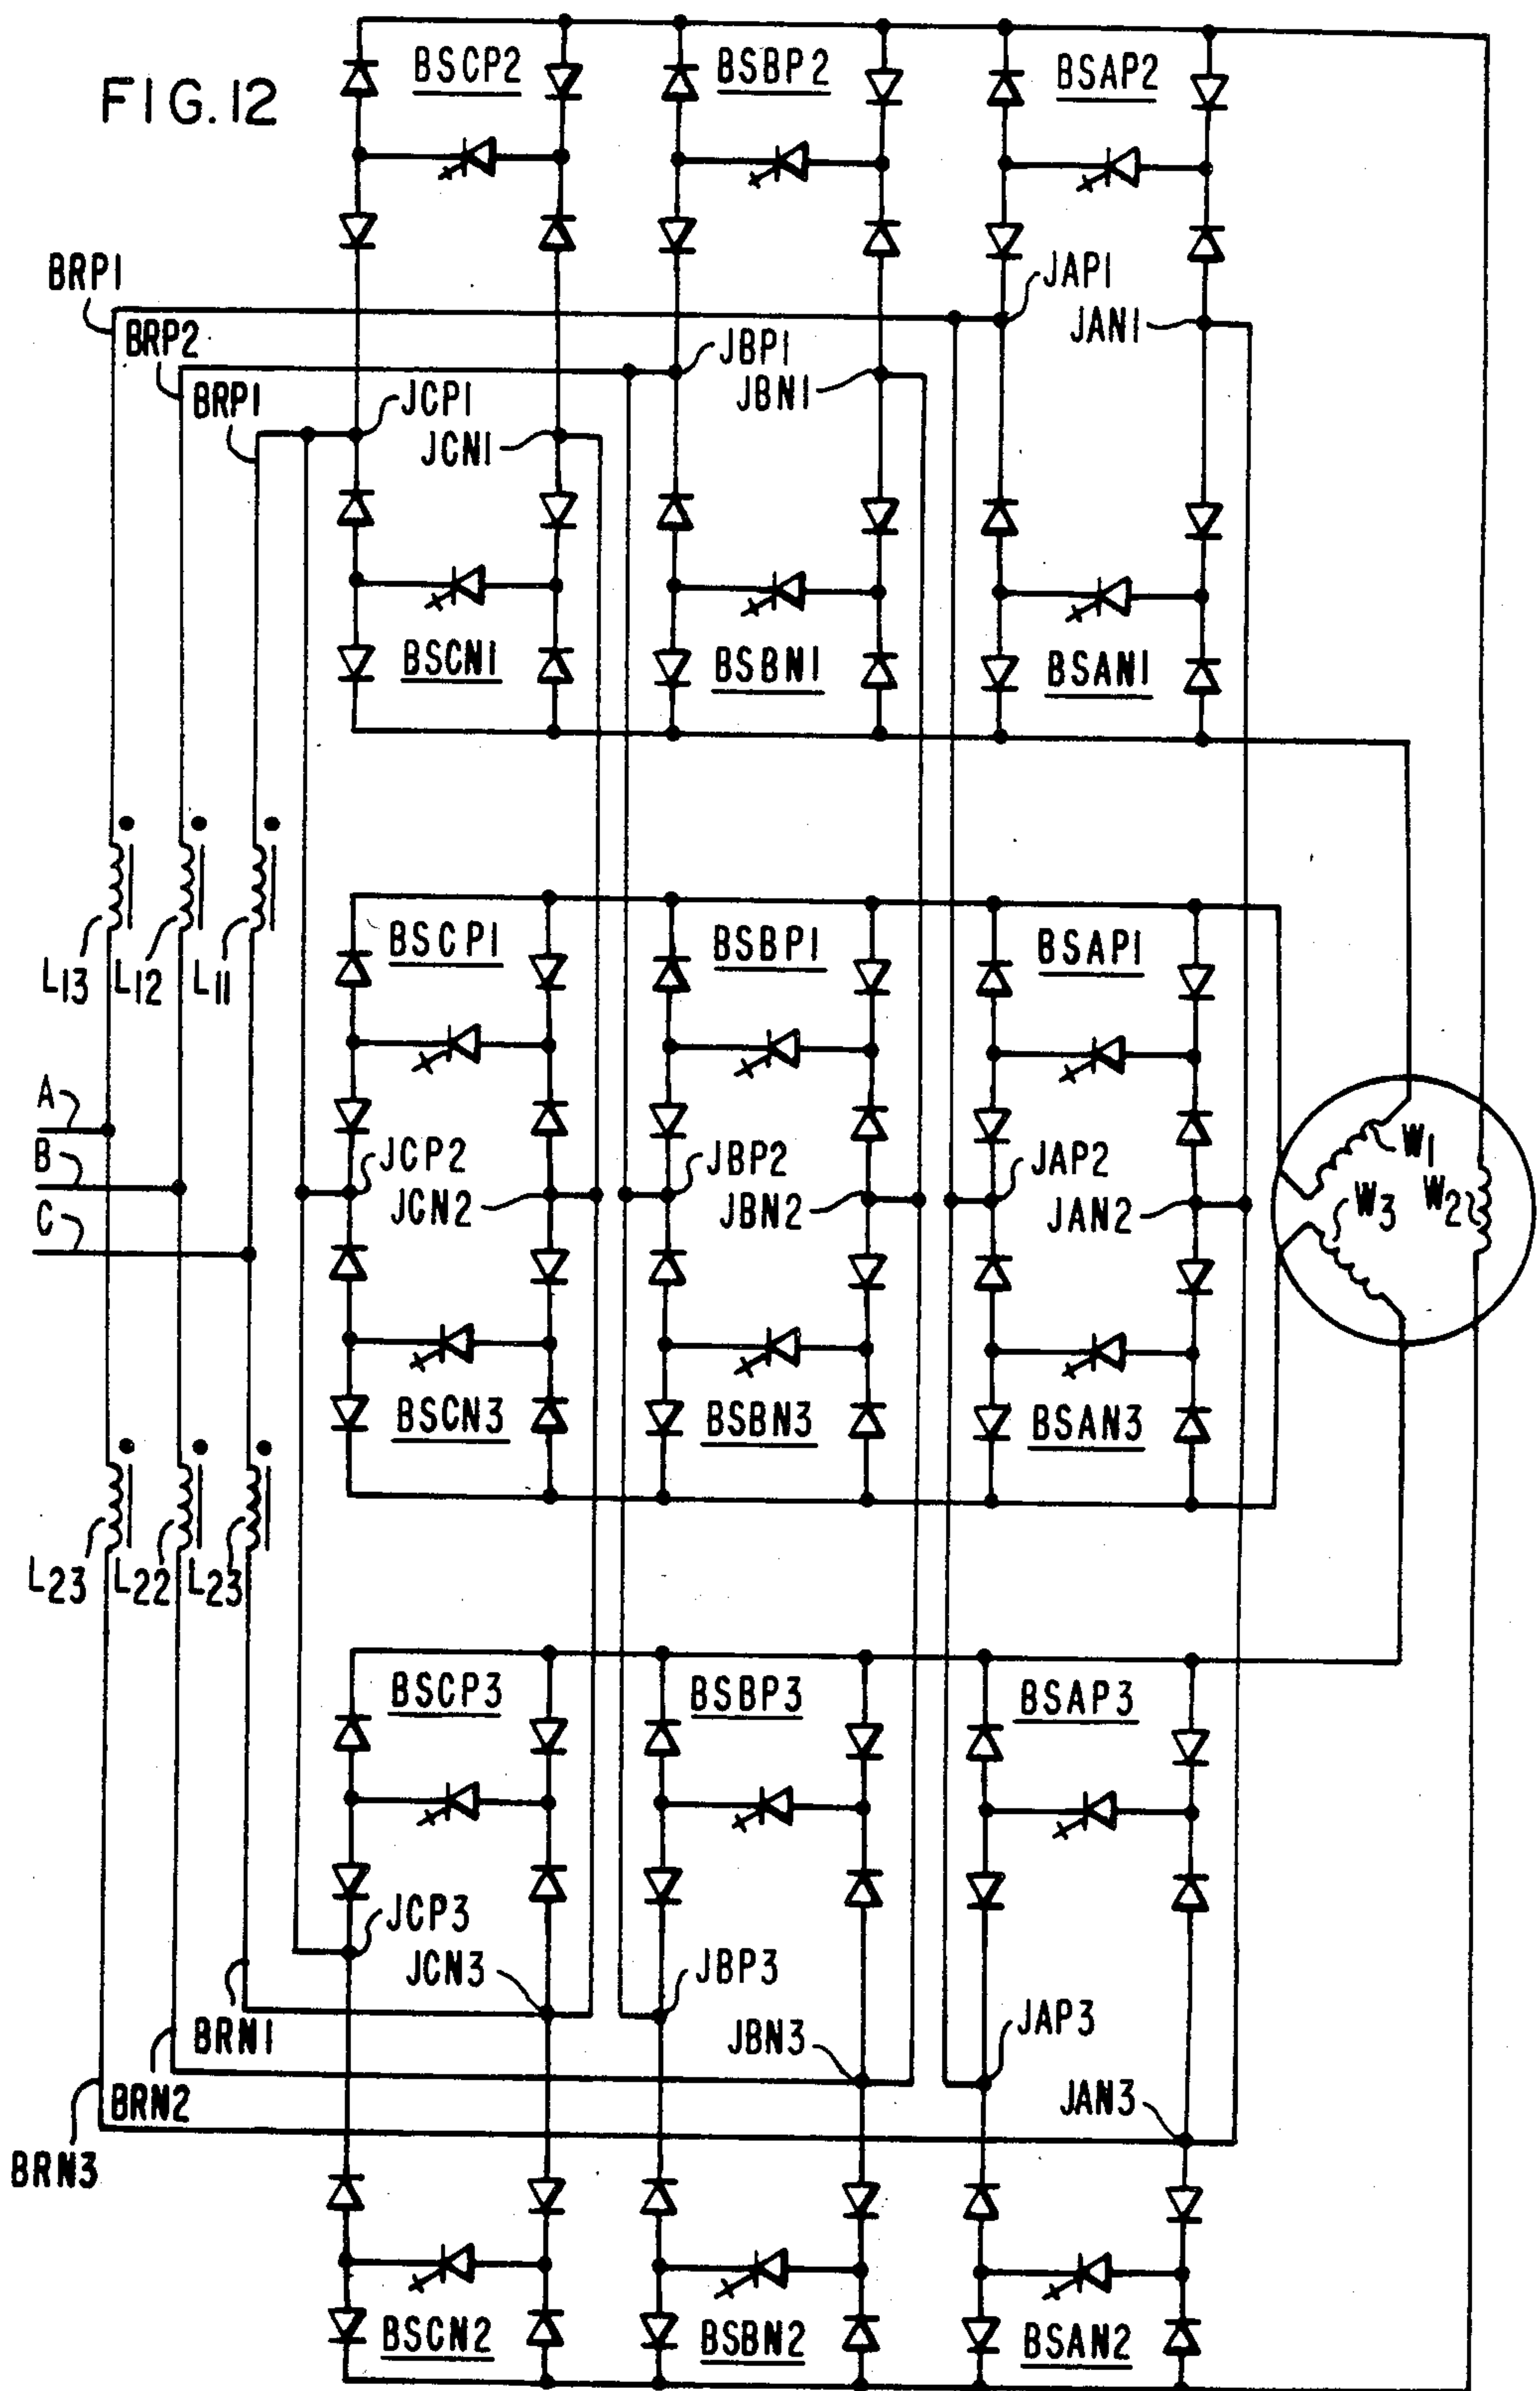 FIG.12
BSCP2
BSBP2
BSAP2
BRP1
BRP2
BRP1
JAP1
JAN1
JBP1
JBN1
JCP1
JCN1
BSCN1
BSBN1
BSAN1
L13
L12
L11
BSCP1
BSBP1
BSAP1
A
B
C
JCP2
JCN2
JBP2
JBN2
JAP2
JAN2
W1
W3
W2
BSCN3
BSBN3
BSAN3
L23
L22
L23
BSCP3
BSBP3
BSAP3
JCP3
JCN3
JBP3
JBN3
JAP3
JAN3
BRN1
BRN2
BRN3
BSCN2
BSBN2
BSAN2